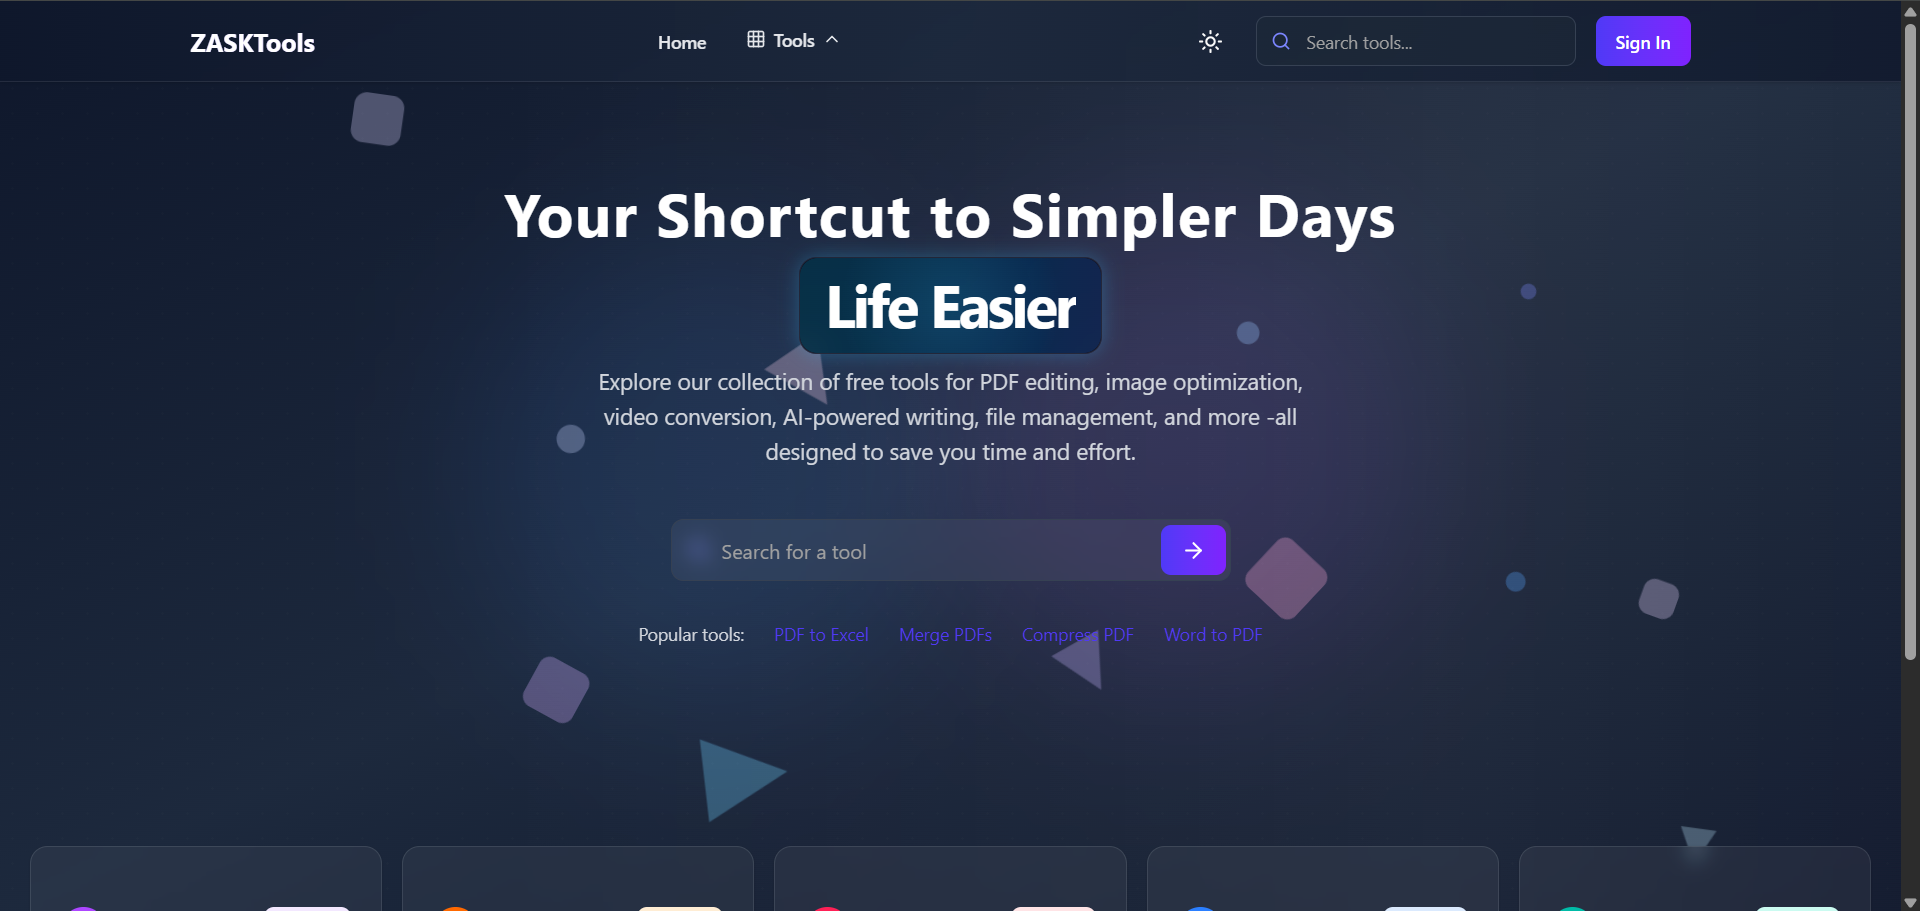 ZASKTools
Home
Tools
Search tools...
Sign In
Your Shortcut to Simpler Days
Life Easier
Explore our collection of free tools for PDF editing, image optimization,
video conversion, AI-powered writing, file management, and more -all
designed to save you time and effort.
Search for a tool
Popular tools: PDF to Excel Merge PDFs Compress PDF Word to PDF